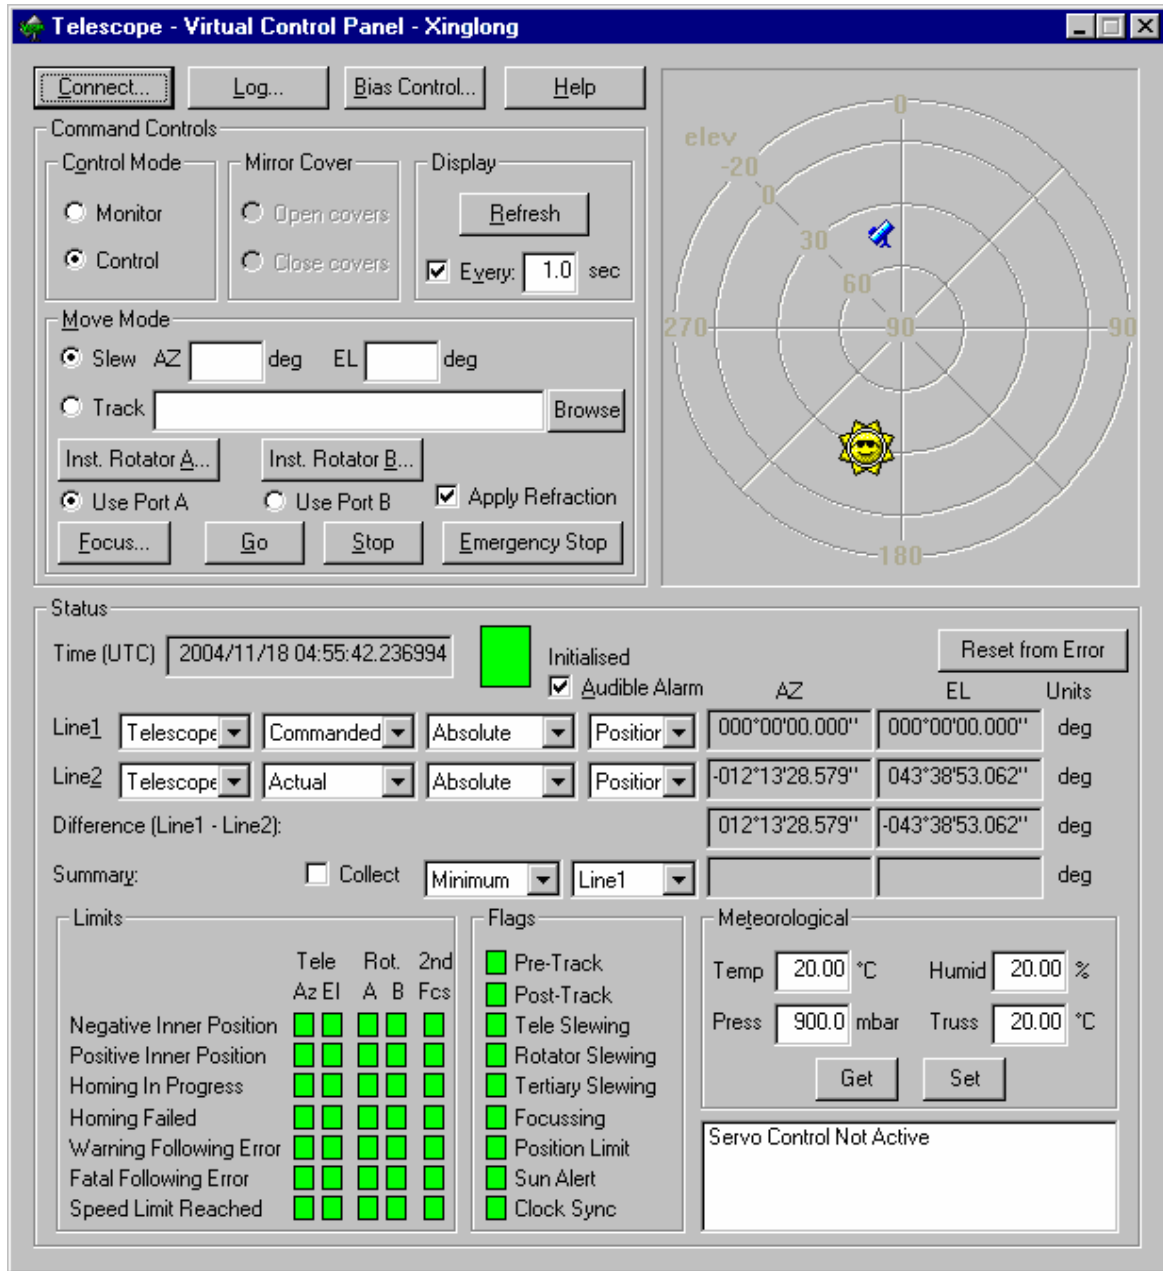 Telescope - Virtual Control Panel - Xinglong
Connect... Log... Bias Control... Help
Command Controls
Control Mode Mirror Cover Display
Monitor Open covers Refresh
Control Close covers Every: 1.0 sec
Move Mode
Slew AZ deg EL deg
Track Browse
Inst. Rotator A... Inst. Rotator B...
Use Port A Use Port B Apply Refraction
Focus... Go Stop Emergency Stop
0
elev
-20
0
30
60
270 90 90
180
Status
Time (UTC) 2004/11/18 04:55:42.236994 Initialised Reset from Error
Audible Alarm AZ EL Units
Line1 Telescope Commanded Absolute Position 000°00'00.000" 000°00'00.000" deg
Line2 Telescope Actual Absolute Position -012°13'28.579" 043°38'53.062" deg
Difference (Line1 - Line2): 012°13'28.579" -043°38'53.062" deg
Summary: Collect Minimum Line1 deg
Limits
Tele Rot. 2nd
Az El A B Fcs
Negative Inner Position
Positive Inner Position
Homing In Progress
Homing Failed
Warning Following Error
Fatal Following Error
Speed Limit Reached
Flags
Pre-Track
Post-Track
Tele Slewing
Rotator Slewing
Tertiary Slewing
Focussing
Position Limit
Sun Alert
Clock Sync
Meteorological
Temp 20.00 °C Humid 20.00 %
Press 900.0 mbar Truss 20.00 °C
Get Set
Servo Control Not Active